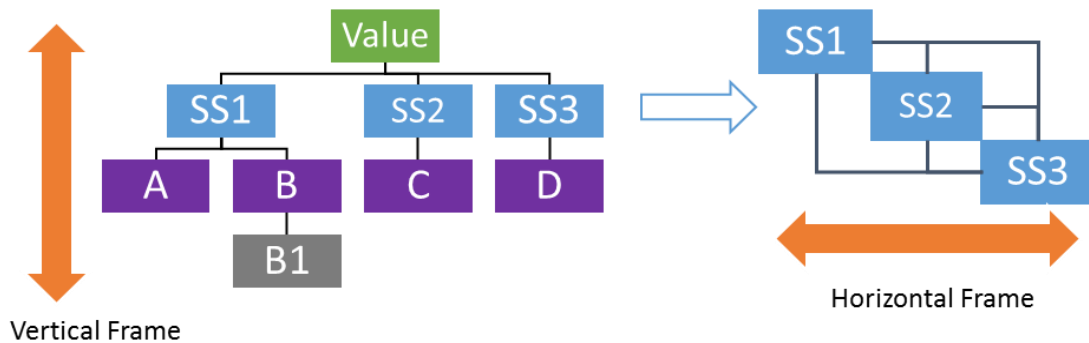 Value
SS1 SS2 SS3
A B C D
B1
Vertical Frame
SS1
SS2
SS3
Horizontal Frame